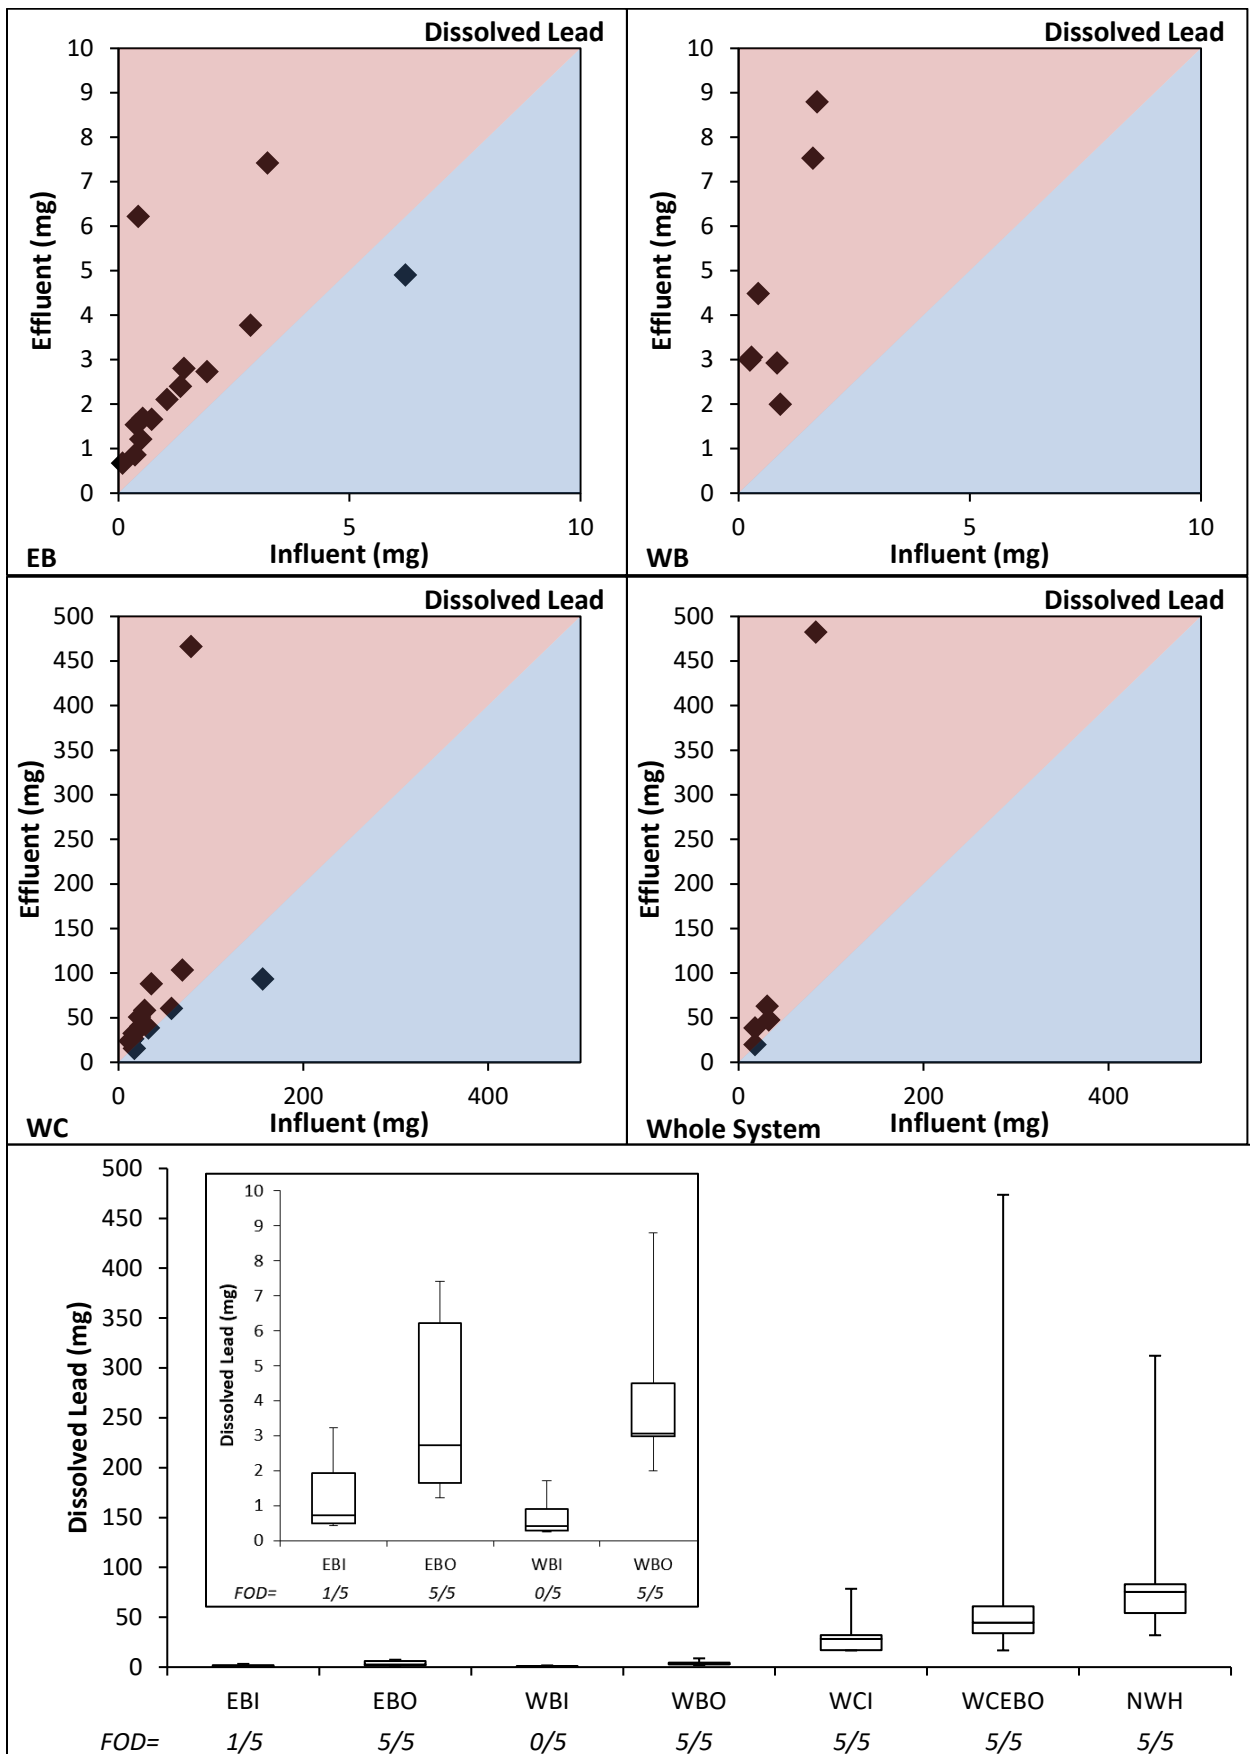 Dissolved Lead
10
9
8
7
6
5
4
3
2
1
0
Effluent (mg)
0 5 10
Influent (mg)
EB
Dissolved Lead
10
9
8
7
6
5
4
3
2
1
0
Effluent (mg)
0 5 10
Influent (mg)
WB
Dissolved Lead
500
450
400
350
300
250
200
150
100
50
0
Effluent (mg)
0 200 400
Influent (mg)
WC
Dissolved Lead
500
450
400
350
300
250
200
150
100
50
0
Effluent (mg)
0 200 400
Influent (mg)
Whole System
500
450
400
350
300
250
200
150
100
50
0
Dissolved Lead (mg)
10
9
8
7
6
5
4
3
2
1
0
Dissolved Lead (mg)
EBI EBO WBI WBO
FOD= 1/5 5/5 0/5 5/5
EBI EBO WBI WBO WCI WCEBO NWH
FOD= 1/5 5/5 0/5 5/5 5/5 5/5 5/5